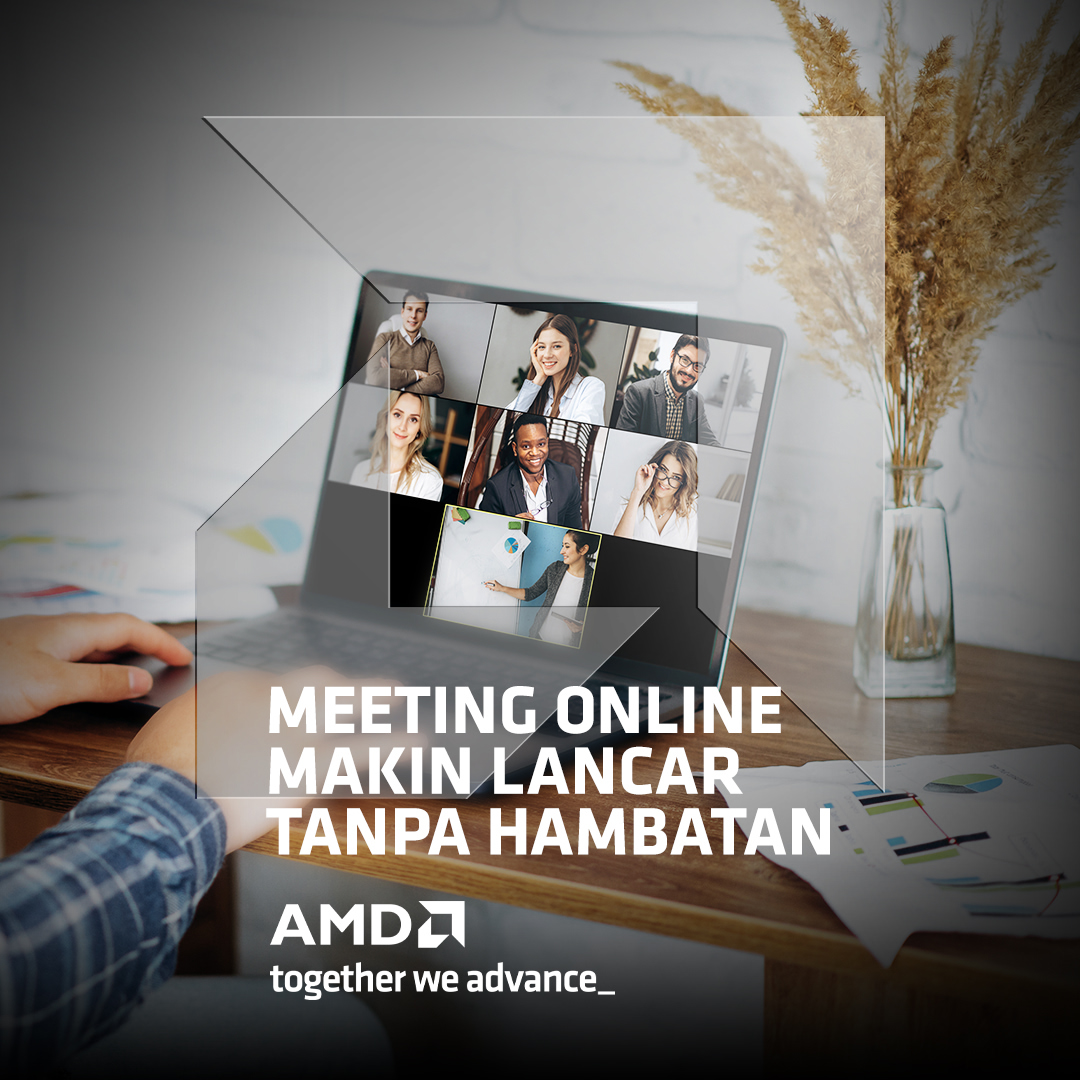 MEETING ONLINE
MAKIN LANCAR
TANPA HAMBATAN
AMD
together we advance_